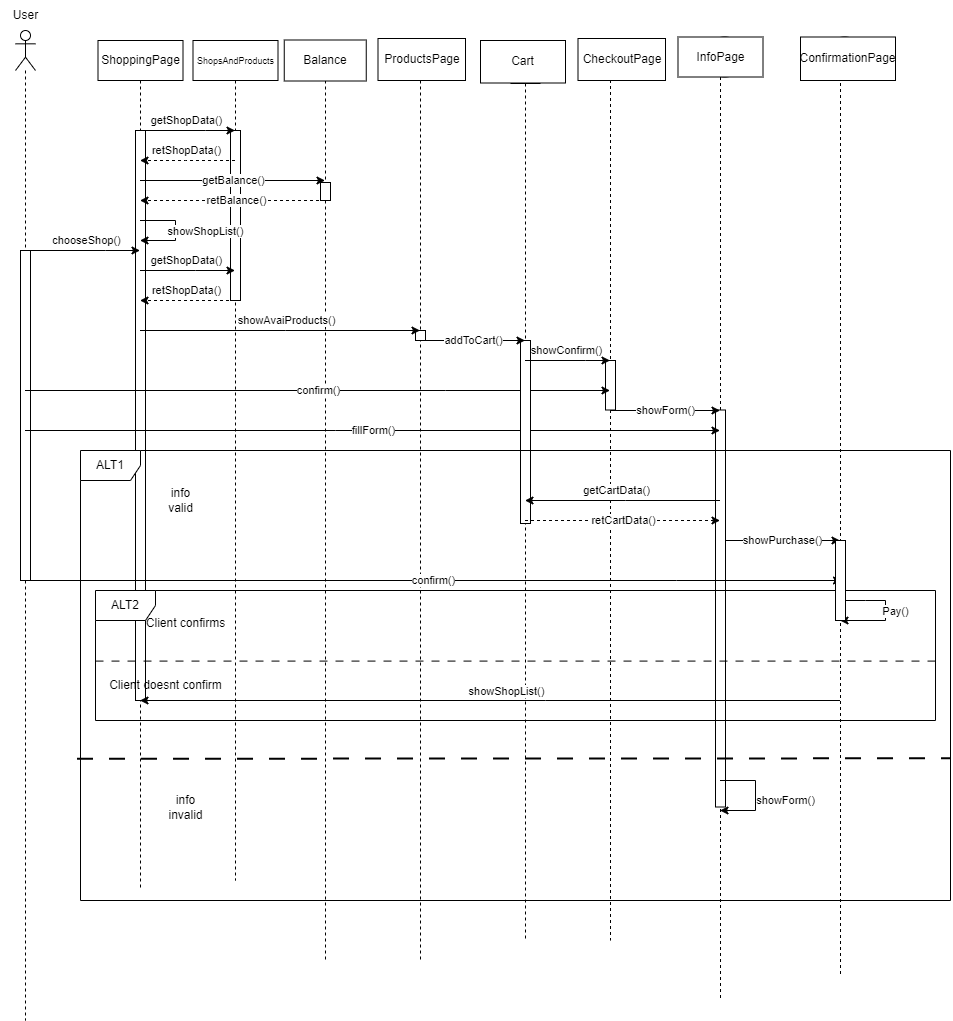 User
ShoppingPage
ShopsAndProducts
Balance
ProductsPage
Cart
CheckoutPage
InfoPage
ConfirmationPage
getShopData()
retShopData()
getBalance()
retBalance()
showShopList()
chooseShop()
getShopData()
retShopData()
showAvaiProducts()
addToCart()
showConfirm()
confirm()
showForm()
fillForm()
ALT1
info
valid
getCartData()
retCartData()
showPurchase()
confirm()
ALT2
Client confirms
Pay()
Client doesnt confirm
showShopList()
info
invalid
showForm()